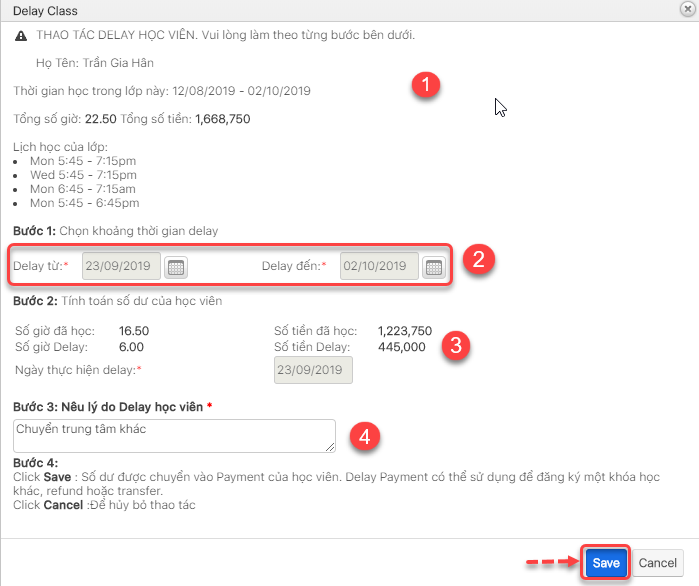 Delay Class
THAO TÁC DELAY HỌC VIÊN. Vui lòng làm theo từng bước bên dưới.
Họ Tên: Trần Gia Hân
Thời gian học trong lớp này: 12/08/2019 - 02/10/2019
1
Tổng số giờ: 22.50 Tổng số tiền: 1,668,750
Lịch học của lớp:
Mon 5:45 - 7:15pm
Wed 5:45 - 7:15pm
Mon 6:45 - 7:15am
Mon 5:45 - 6:45pm
Bước 1: Chọn khoảng thời gian delay
Delay từ:* 23/09/2019 Delay đến:* 02/10/2019 2
Bước 2: Tính toán số dư của học viên
Số giờ đã học: 16.50 Số tiền đã học: 1,223,750
Số giờ Delay: 6.00 Số tiền Delay: 445,000 3
Ngày thực hiện delay:* 23/09/2019
Bước 3: Nêu lý do Delay học viên *
Chuyển trung tâm khác 4
Bước 4:
Click Save : Số dư được chuyển vào Payment của học viên. Delay Payment có thể sử dụng để đăng ký một khóa học
khác, refund hoặc transfer.
Click Cancel :Để hủy bỏ thao tác
Save Cancel